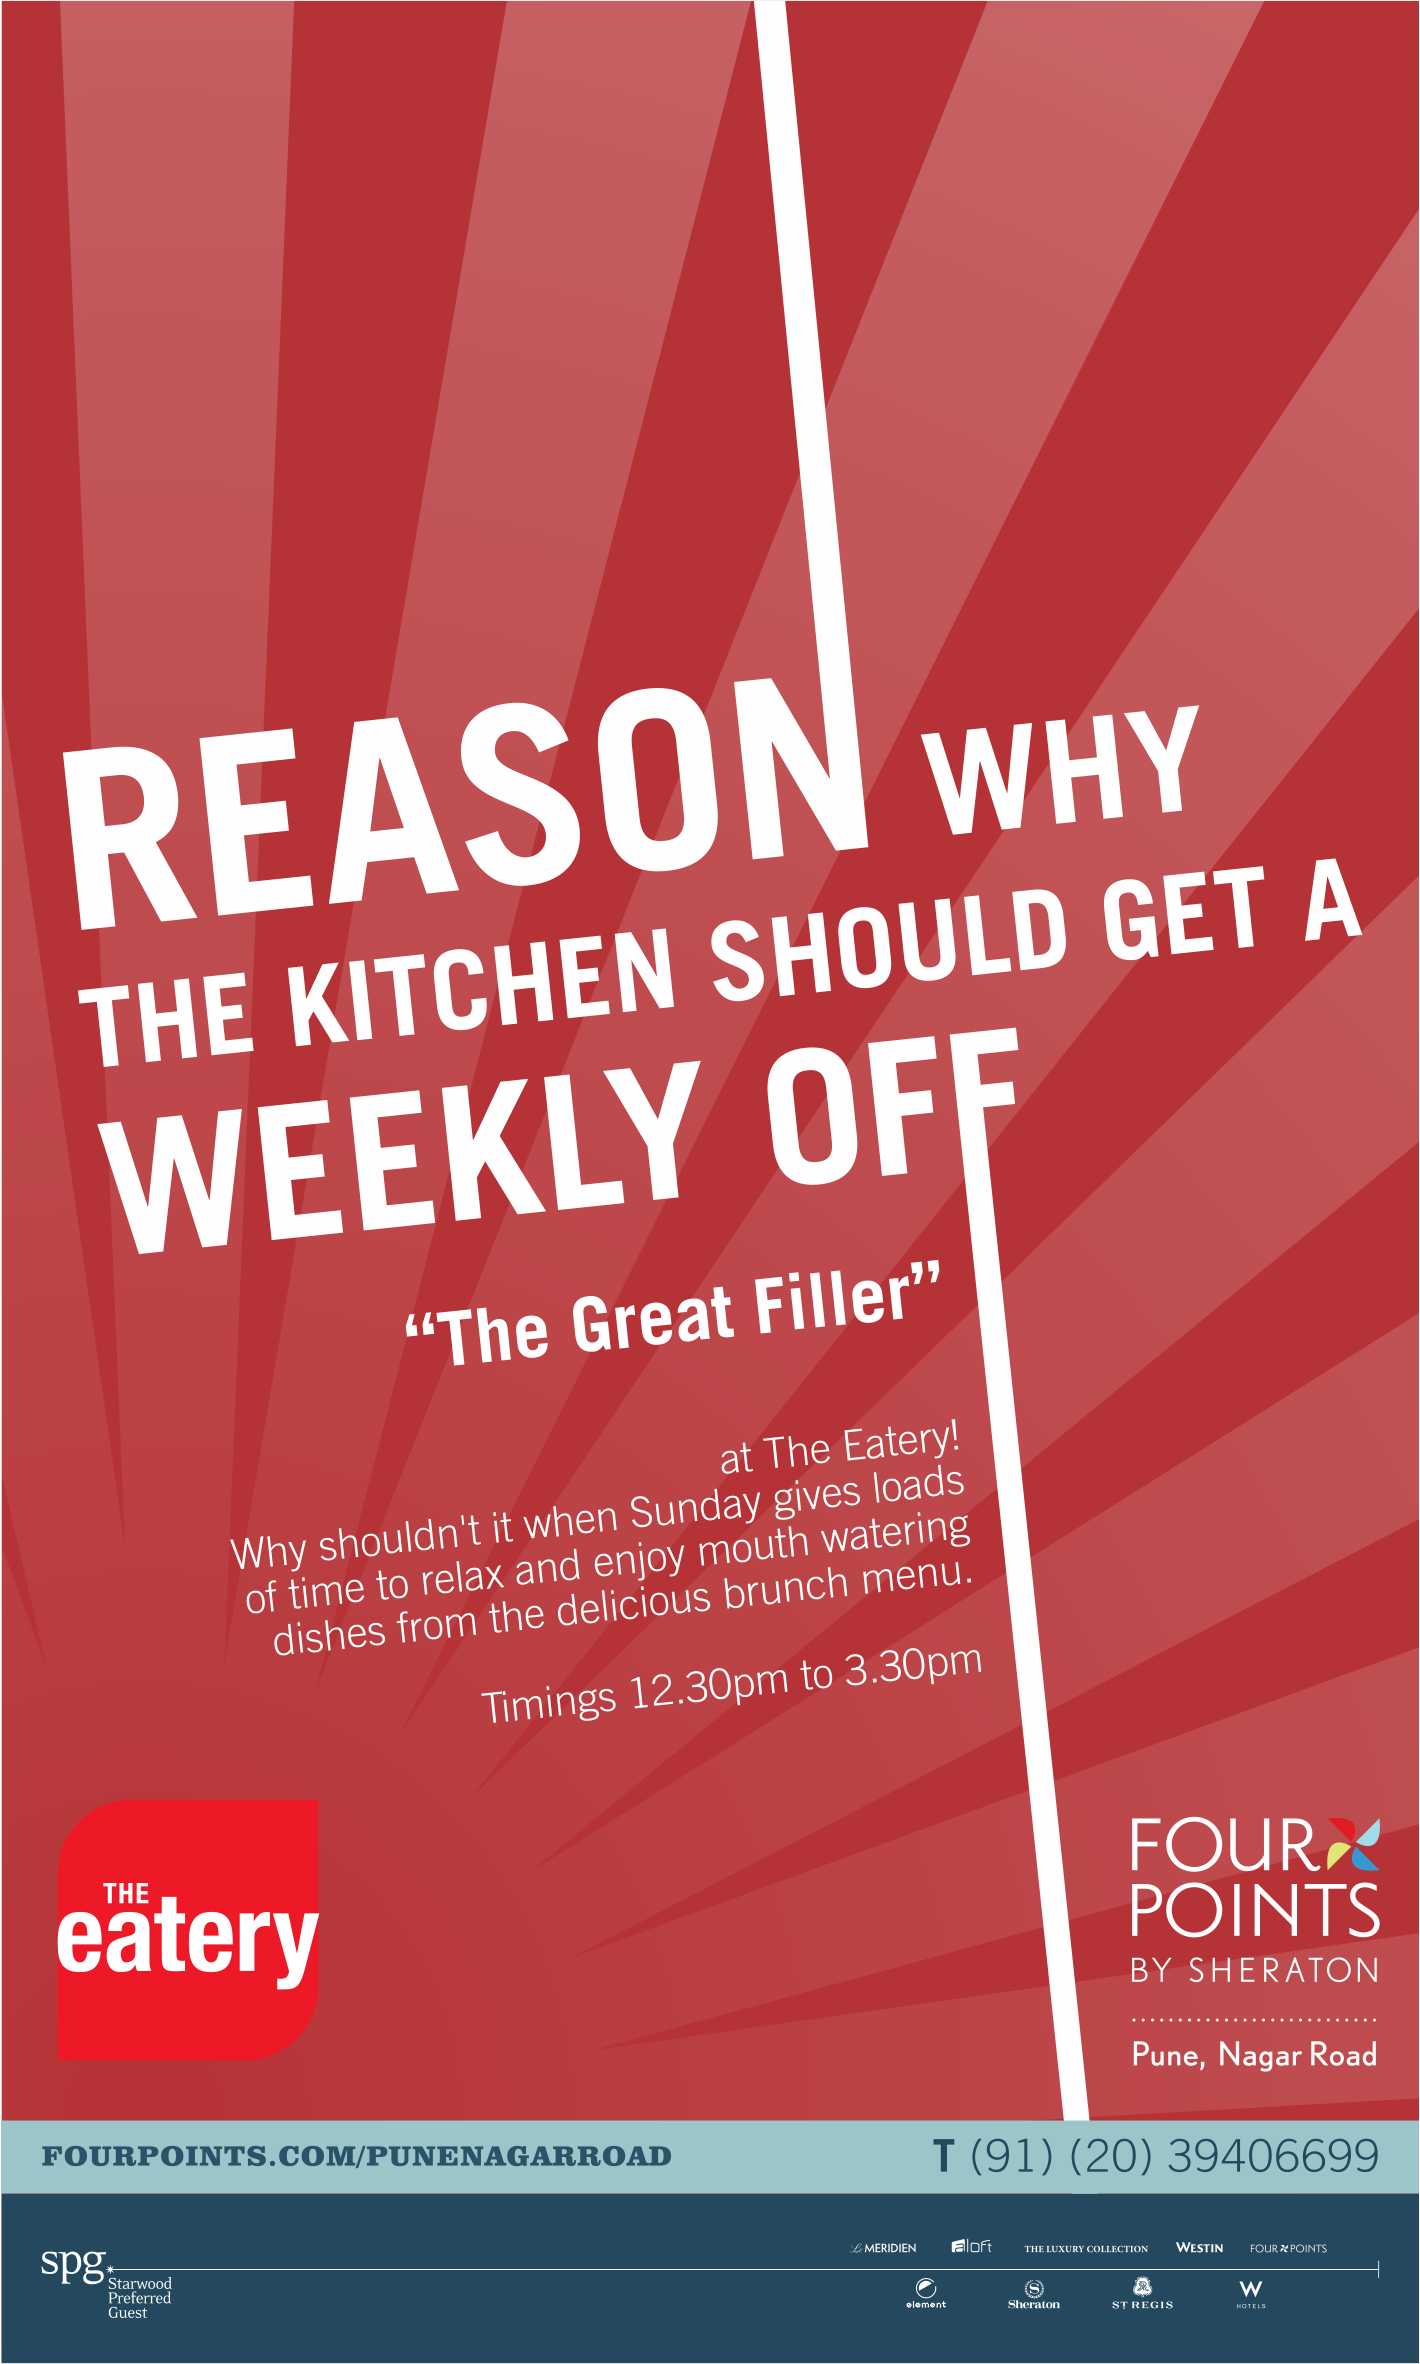 REASON WHY
THE KITCHEN SHOULD GET A
WEEKLY OFF
“The Great Filler”
at The Eatery!
Why shouldn't it when Sunday gives loads
of time to relax and enjoy mouth watering
dishes from the delicious brunch menu.
Timings 12.30pm to 3.30pm
THE
eatery
FOUR
POINTS
BY SHERATON
Pune, Nagar Road
FOURPOINTS.COM/PUNENAGARROAD
T (91) (20) 39406699
spg
Starwood
Preferred
Guest
Le MERIDIEN aloft THE LUXURY COLLECTION WESTIN FOUR POINTS
element Sheraton ST REGIS W HOTELS